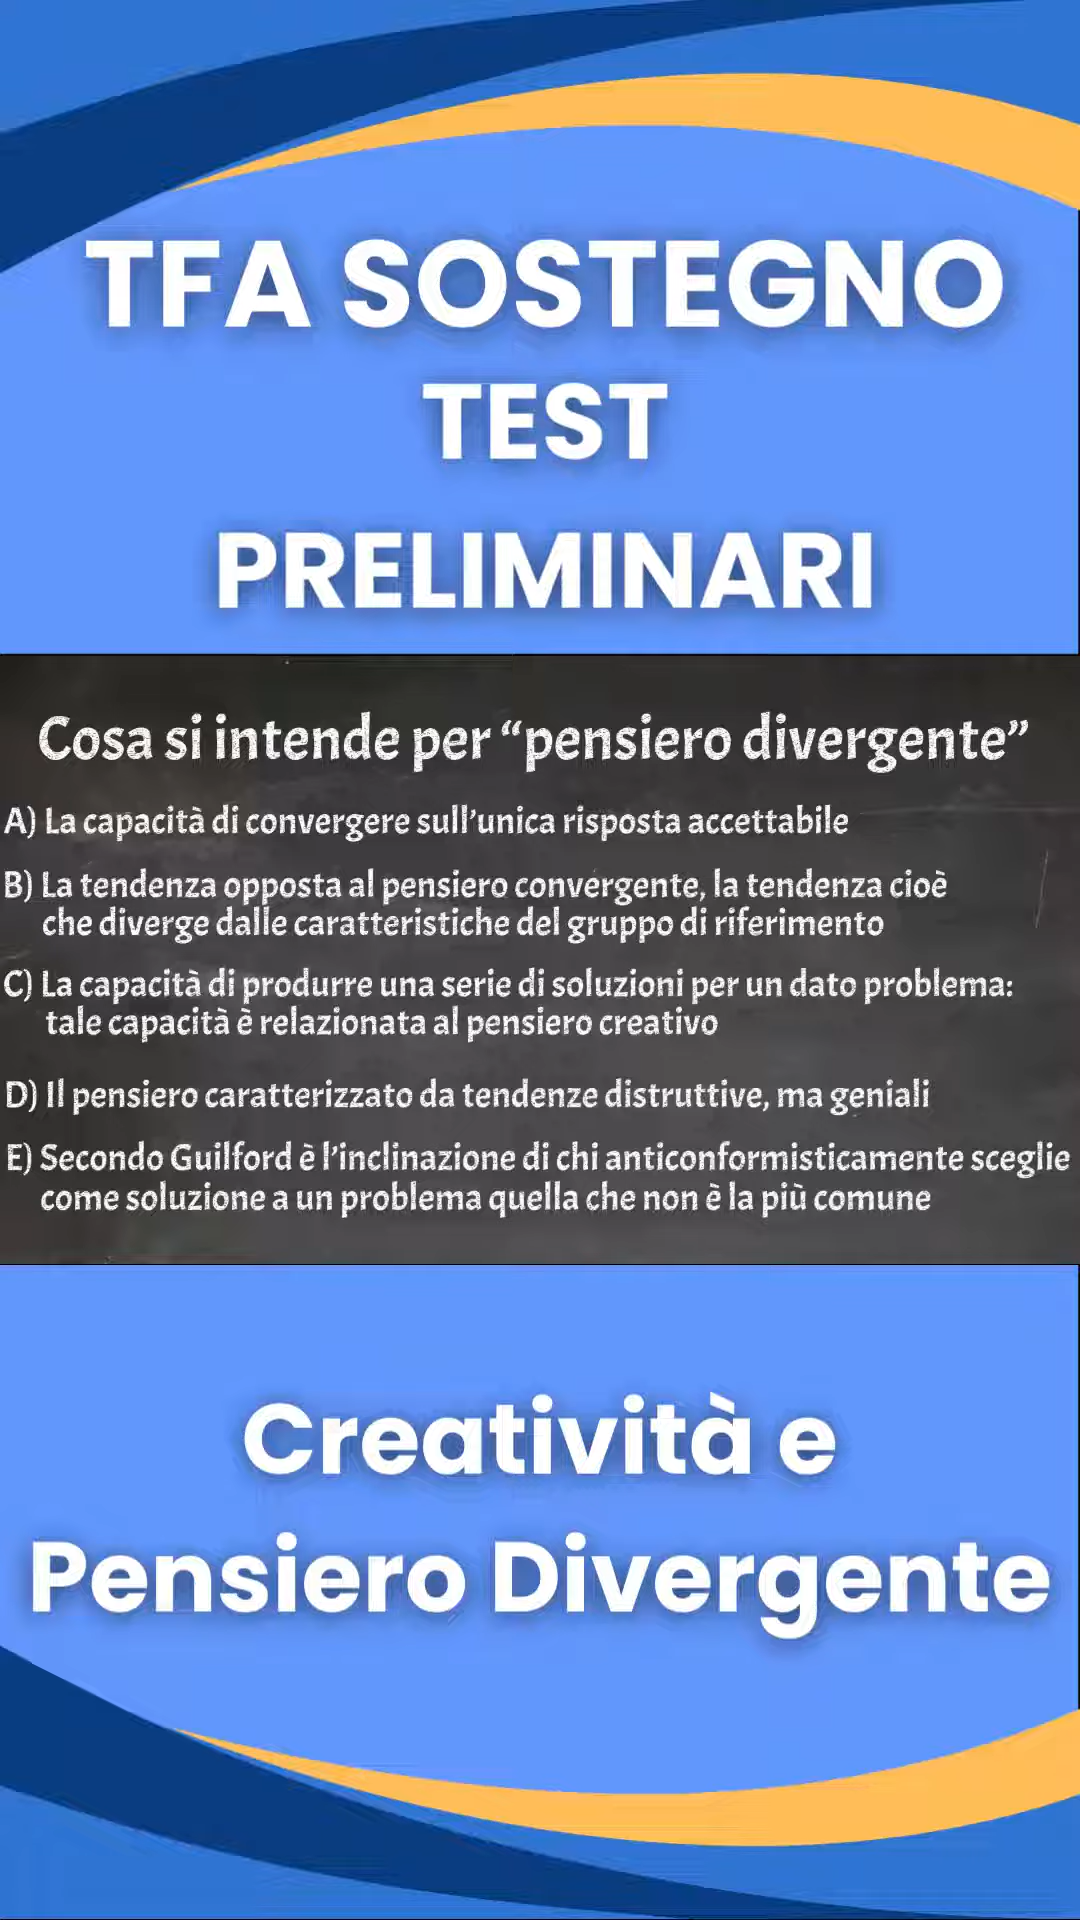 TFA SOSTEGNO
TEST
PRELIMINARI
Cosa si intende per “pensiero divergente”
A) La capacità di convergere sull’unica risposta accettabile
B) La tendenza opposta al pensiero convergente, la tendenza cioè
che diverge dalle caratteristiche del gruppo di riferimento
C) La capacità di produrre una serie di soluzioni per un dato problema:
tale capacità è relazionata al pensiero creativo
D) Il pensiero caratterizzato da tendenze distruttive, ma geniali
E) Secondo Guilford è l’inclinazione di chi anticonformisticamente sceglie
come soluzione a un problema quella che non è la più comune
Creatività e
Pensiero Divergente